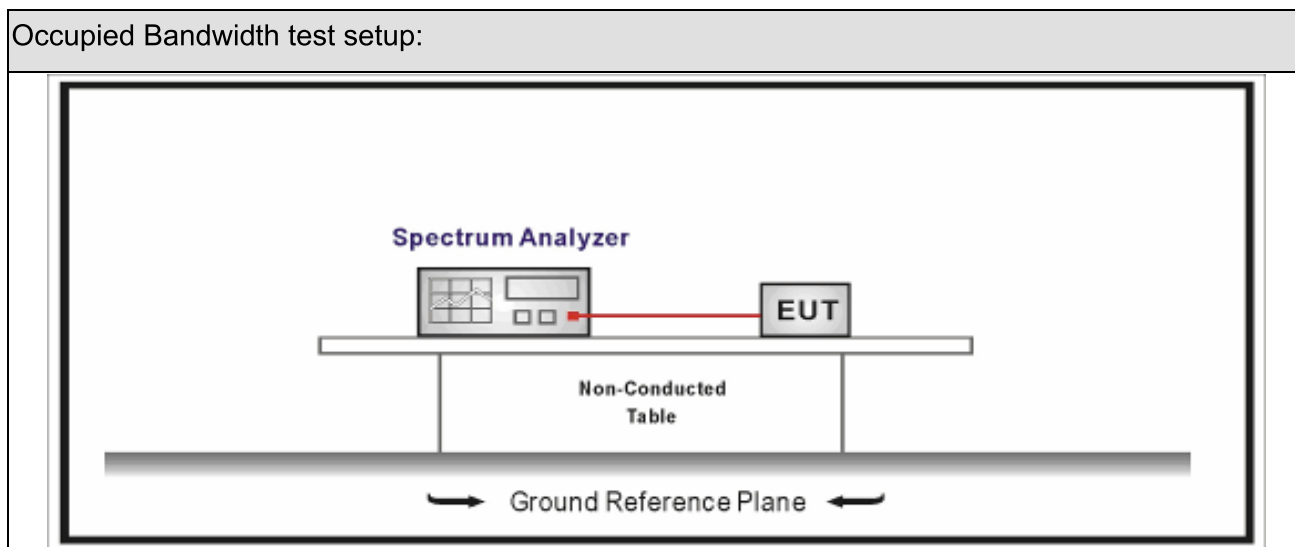 Occupied Bandwidth test setup:
Spectrum Analyzer
EUT
Non-Conducted
Table
Ground Reference Plane